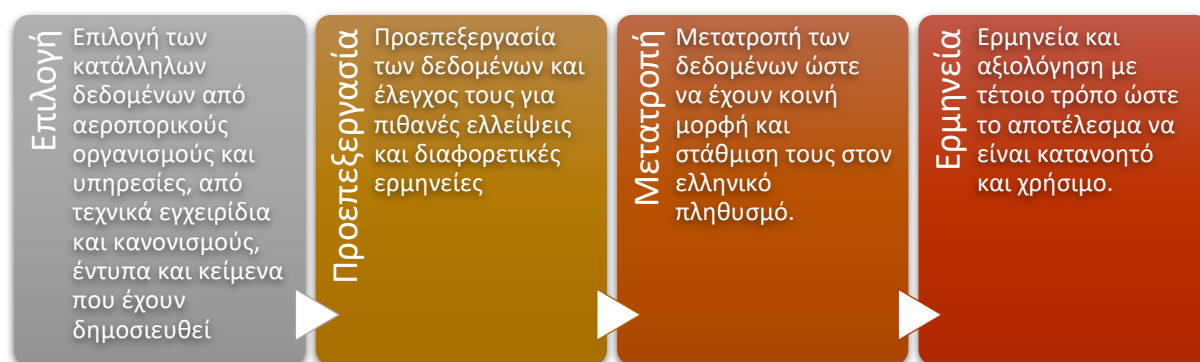 Επιλογή
Επιλογή των
κατάλληλων
δεδομένων από
αεροπορικούς
οργανισμούς και
υπηρεσίες, από
τεχνικά εγχειρίδια
και κανονισμούς,
έντυπα και κείμενα
που έχουν
δημοσιευθεί
Προεπεξεργασία
Προεπεξεργασία
των δεδομένων και
έλεγχος τους για
πιθανές ελλείψεις
και διαφορετικές
ερμηνείες
Μετατροπή
Μετατροπή των
δεδομένων ώστε
να έχουν κοινή
μορφή και
στάθμιση τους στον
ελληνικό
πληθυσμό.
Ερμηνεία
Ερμηνεία και
αξιολόγηση με
τέτοιο τρόπο ώστε
το αποτέλεσμα να
είναι κατανοητό
και χρήσιμο.